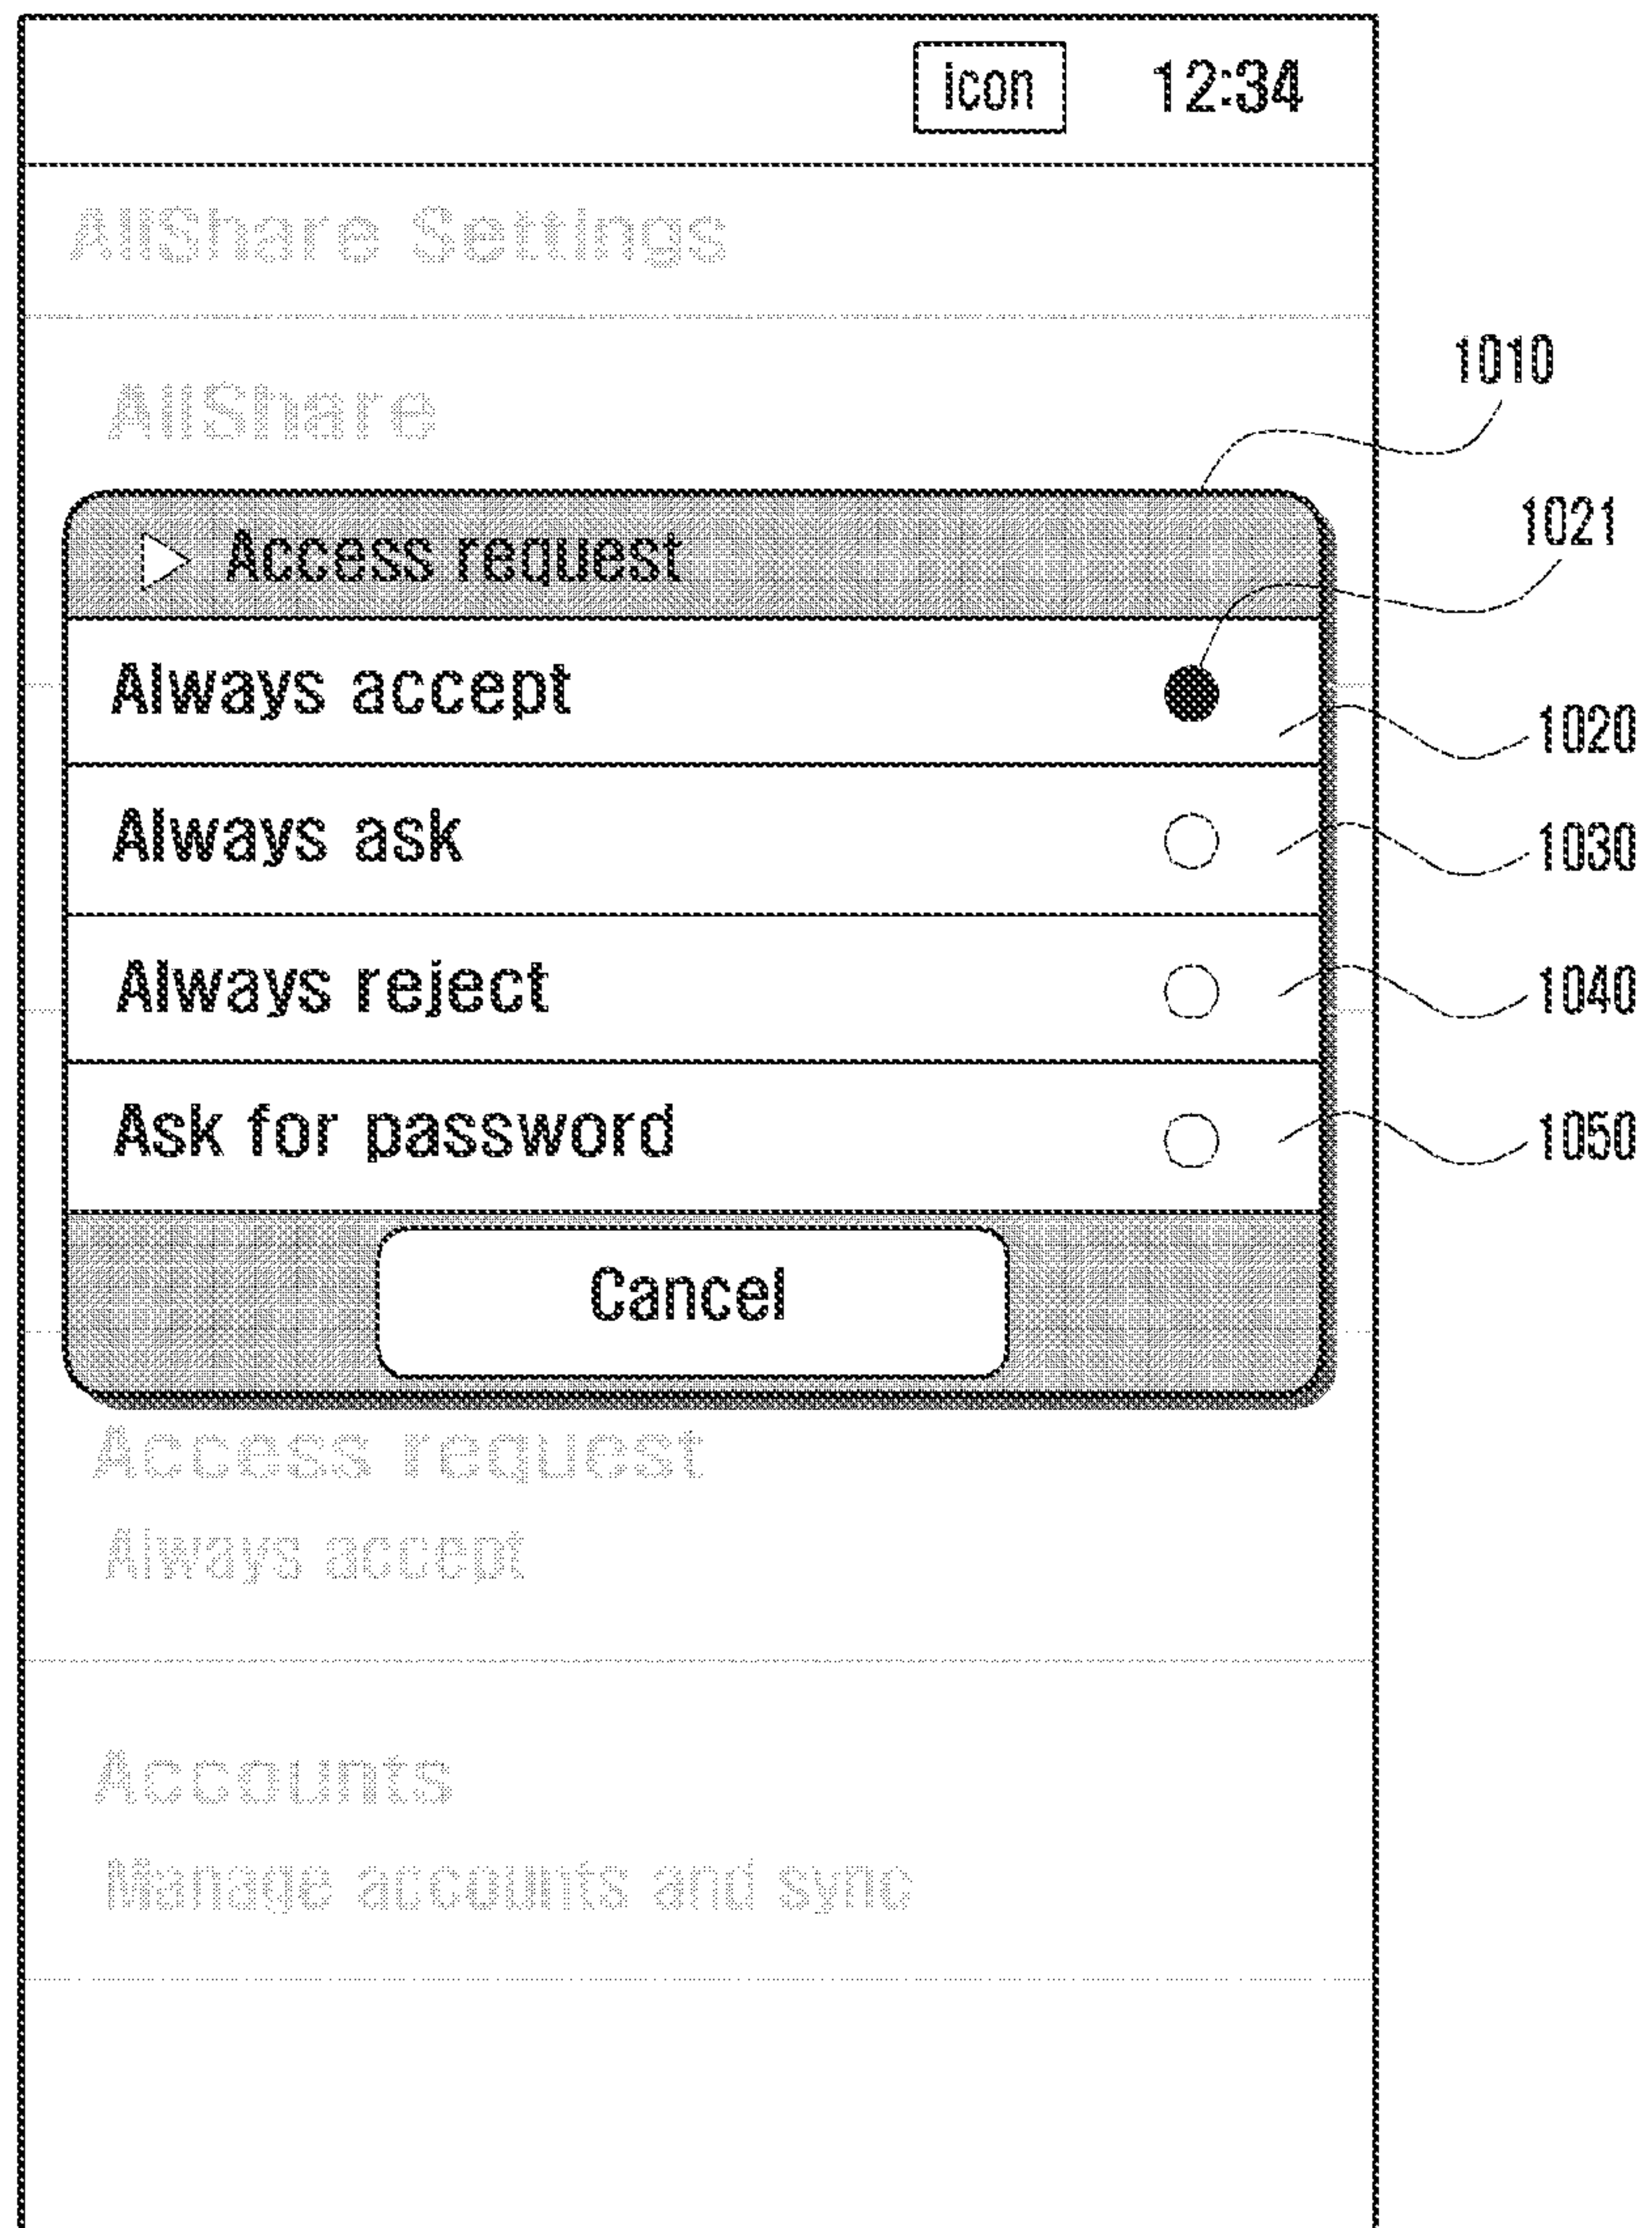 icon 12:34
AllShare Settings
1010
AllShare
1021
Access request
Always accept
1020
Always ask
1030
Always reject
1040
Ask for password
1050
Cancel
Access request
Always accept
Accounts
Manage accounts and sync